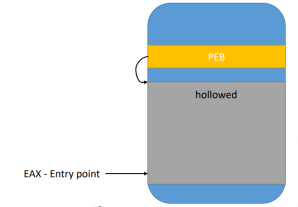 PEB
hollowed
EAX - Entry point